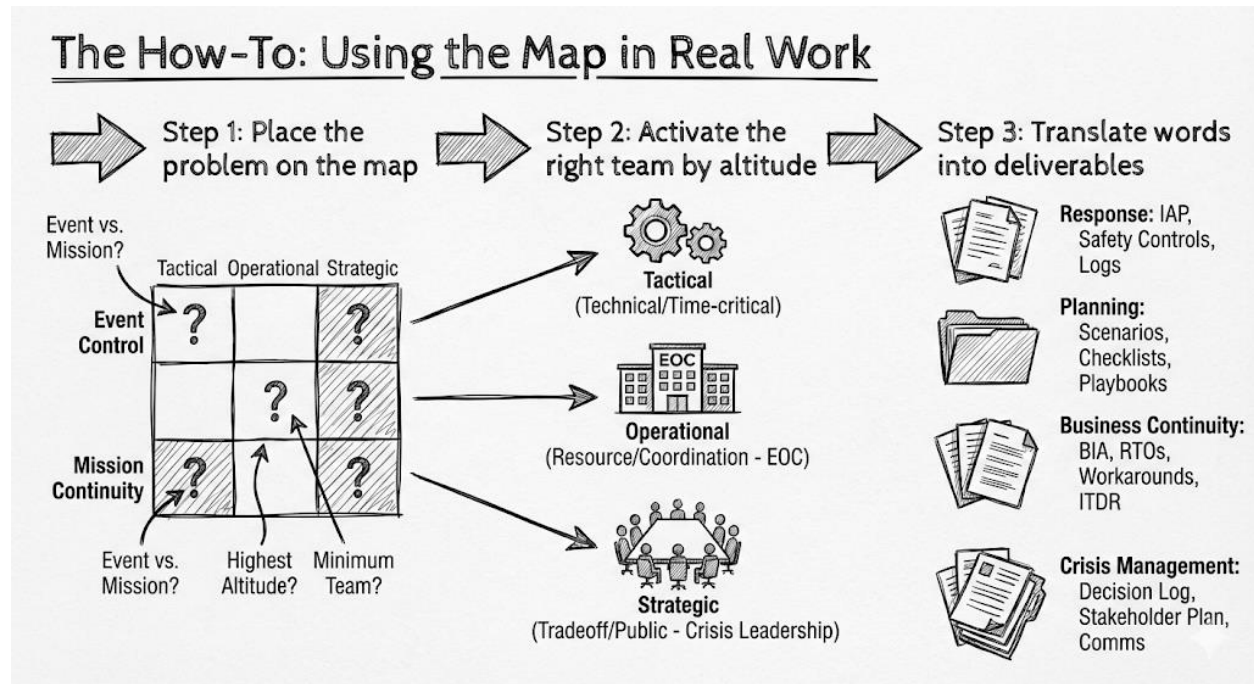 The How-To: Using the Map in Real Work
Step 1: Place the
problem on the map
Step 2: Activate the
right team by altitude
Step 3: Translate words
into deliverables
Event vs.
Mission?
Tactical Operational Strategic
Event
Control
? ?
? ?
Mission
Continuity
? ?
Event vs.
Mission?
Highest
Altitude?
Minimum
Team?
Tactical
(Technical/Time-critical)
EOC
Operational
(Resource/Coordination - EOC)
Strategic
(Tradeoff/Public - Crisis Leadership)
Response: IAP,
Safety Controls,
Logs
Planning:
Scenarios,
Checklists,
Playbooks
Business Continuity:
BIA, RTOs,
Workarounds,
ITDR
Crisis Management:
Decision Log,
Stakeholder Plan,
Comms